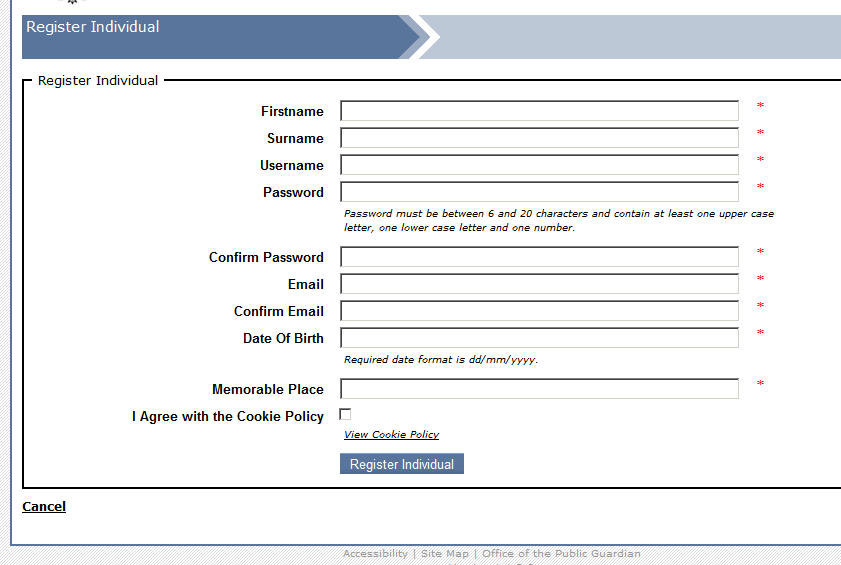 Register Individual
Register Individual
Firstname *
Surname *
Username *
Password *
Password must be between 6 and 20 characters and contain at least one upper case
letter, one lower case letter and one number.
Confirm Password *
Email *
Confirm Email *
Date Of Birth *
Required date format is dd/mm/yyyy.
Memorable Place *
I Agree with the Cookie Policy
View Cookie Policy
Register Individual
Cancel
Accessibility | Site Map | Office of the Public Guardian